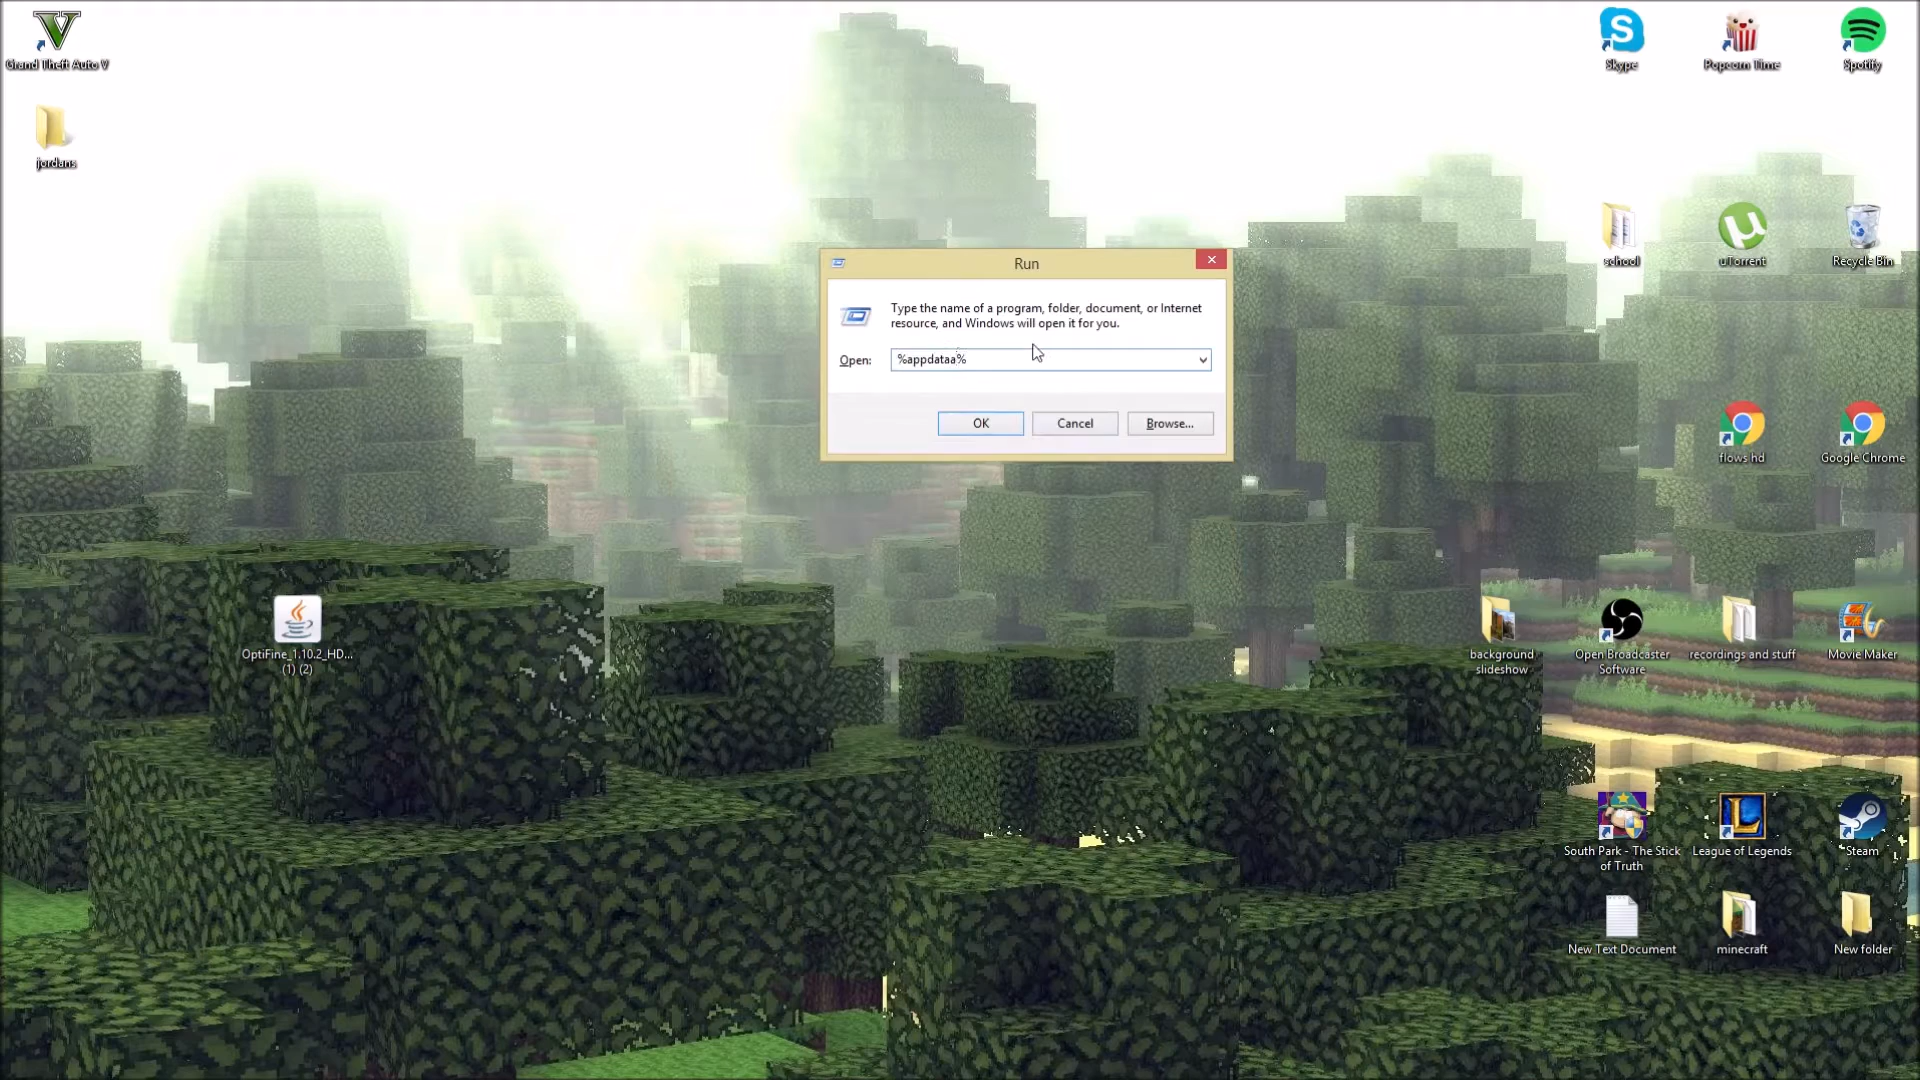 Grand Theft Auto V
jordans
Skype
Popcorn Time
Spotify
school
uTorrent
Recycle Bin
Run
Type the name of a program, folder, document, or Internet
resource, and Windows will open it for you.
Open:
%appdataa%
OK
Cancel
Browse...
flows hd
Google Chrome
OptiFine_1.10.2_HD...
(1) (2)
background
slideshow
Open Broadcaster
Software
recordings and stuff
Movie Maker
South Park - The Stick
of Truth
League of Legends
Steam
New Text Document
minecraft
New folder